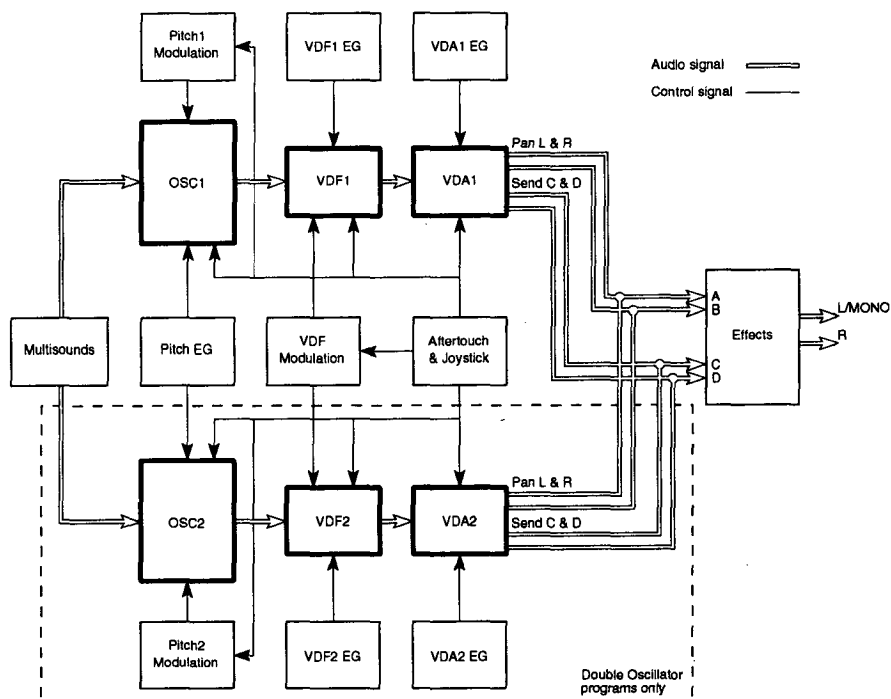 Pitch1
Modulation
VDF1 EG
VDA1 EG
Audio signal
Control signal
OSC1
VDF1
VDA1
Pan L & R
Send C & D
Multisounds
Pitch EG
VDF
Modulation
Aftertouch
& Joystick
A
B
C
D
Effects
L/MONO
R
OSC2
VDF2
VDA2
Pan L & R
Send C & D
Pitch2
Modulation
VDF2 EG
VDA2 EG
Double Oscillator
programs only